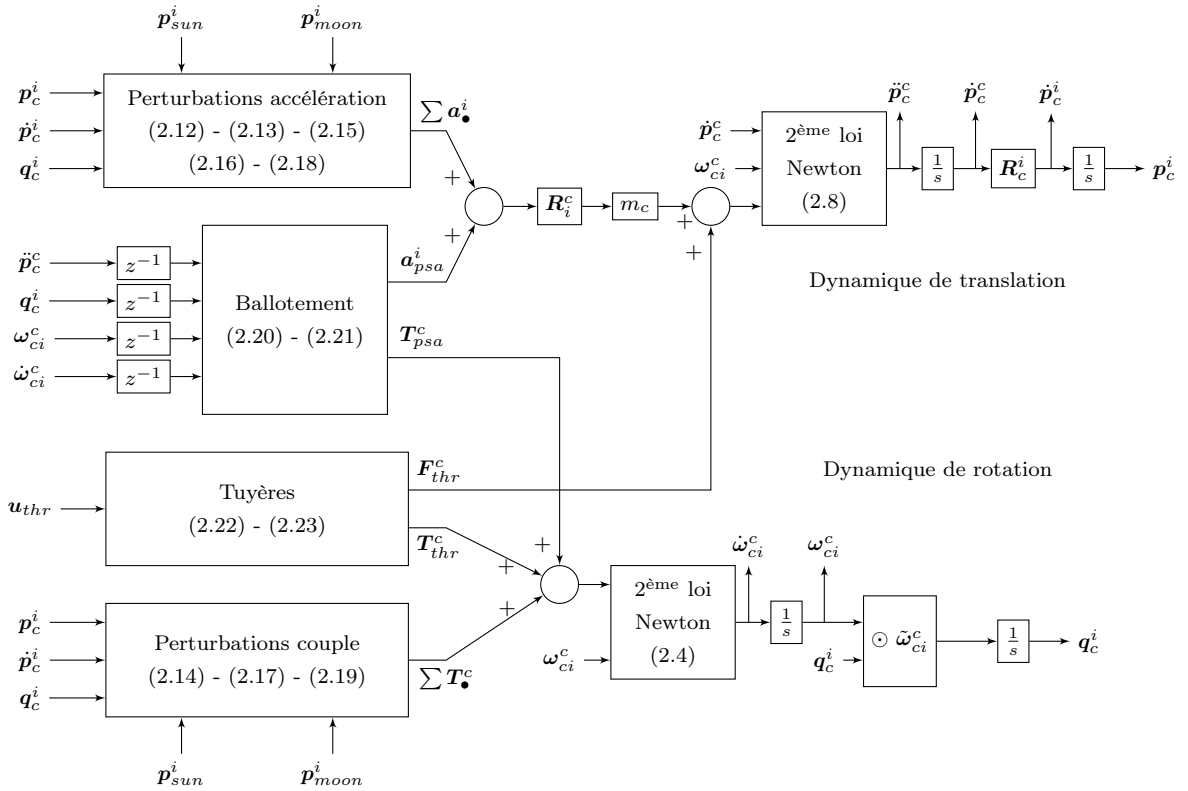 p^i_sun p^i_moon
p^i_c
ṗ^i_c
q^i_c
Perturbations accélération
(2.12) - (2.13) - (2.15)
(2.16) - (2.18)
∑ a^i_•
+
+
R^c_i
m_c
+
+
ṗ^c_c
ω^c_ci
2ème loi
Newton
(2.8)
p̈^c_c ṗ^c_c ṗ^i_c
1/s
R^i_c
1/s
p^i_c
Dynamique de translation
p̈^c_c z^−1
q^i_c z^−1
ω^c_ci z^−1
ω̇^c_ci z^−1
Ballotement
(2.20) - (2.21)
a^i_psa
T^c_psa
u_thr
Tuyères
(2.22) - (2.23)
F^c_thr
T^c_thr
Dynamique de rotation
p^i_c
ṗ^i_c
q^i_c
Perturbations couple
(2.14) - (2.17) - (2.19)
∑ T^c_•
p^i_sun p^i_moon
+
+
+
ω^c_ci
2ème loi
Newton
(2.4)
ω̇^c_ci ω^c_ci
1/s
q^i_c
⊙ ω̃^c_ci
1/s
q^i_c